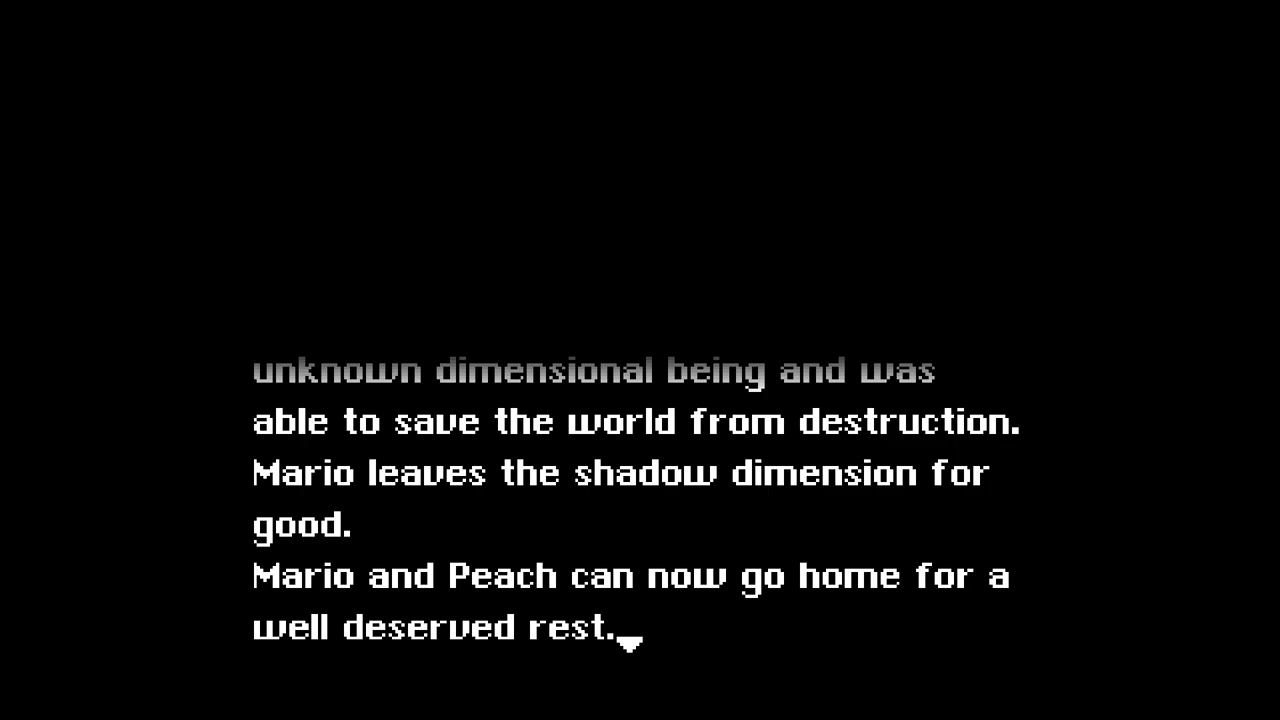 unknown dimensional being and was
able to save the world from destruction.
Mario leaves the shadow dimension for
good.
Mario and Peach can now go home for a
well deserved rest.